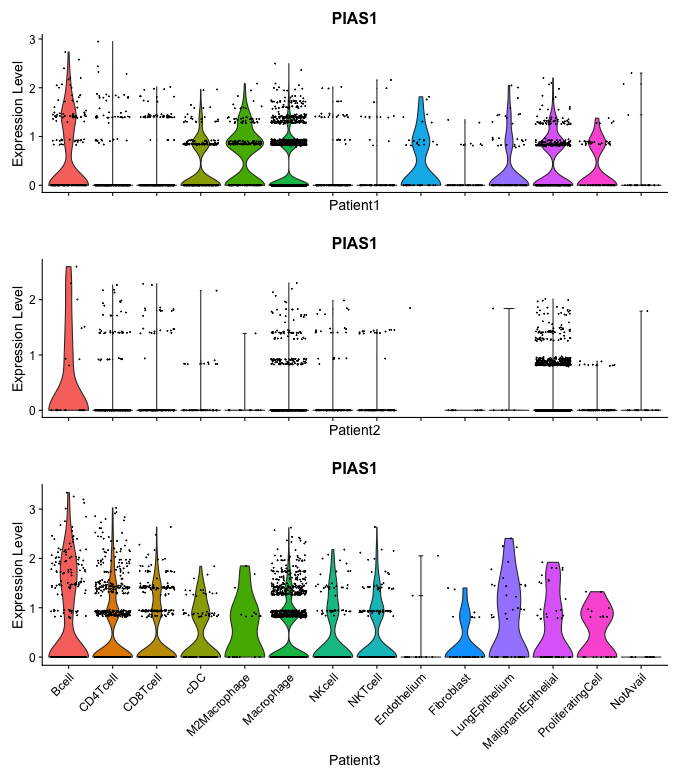 PIAS1
3
2
1
0
Expression Level
Patient1
PIAS1
2
1
0
Expression Level
Patient2
PIAS1
3
2
1
0
Expression Level
Bcell
CD4Tcell
CD8Tcell
cDC
M2Macrophage
Macrophage
NKcell
NKTcell
Endothelium
Fibroblast
LungEpithelium
MalignantEpithelial
ProliferatingCell
NotAvail
Patient3